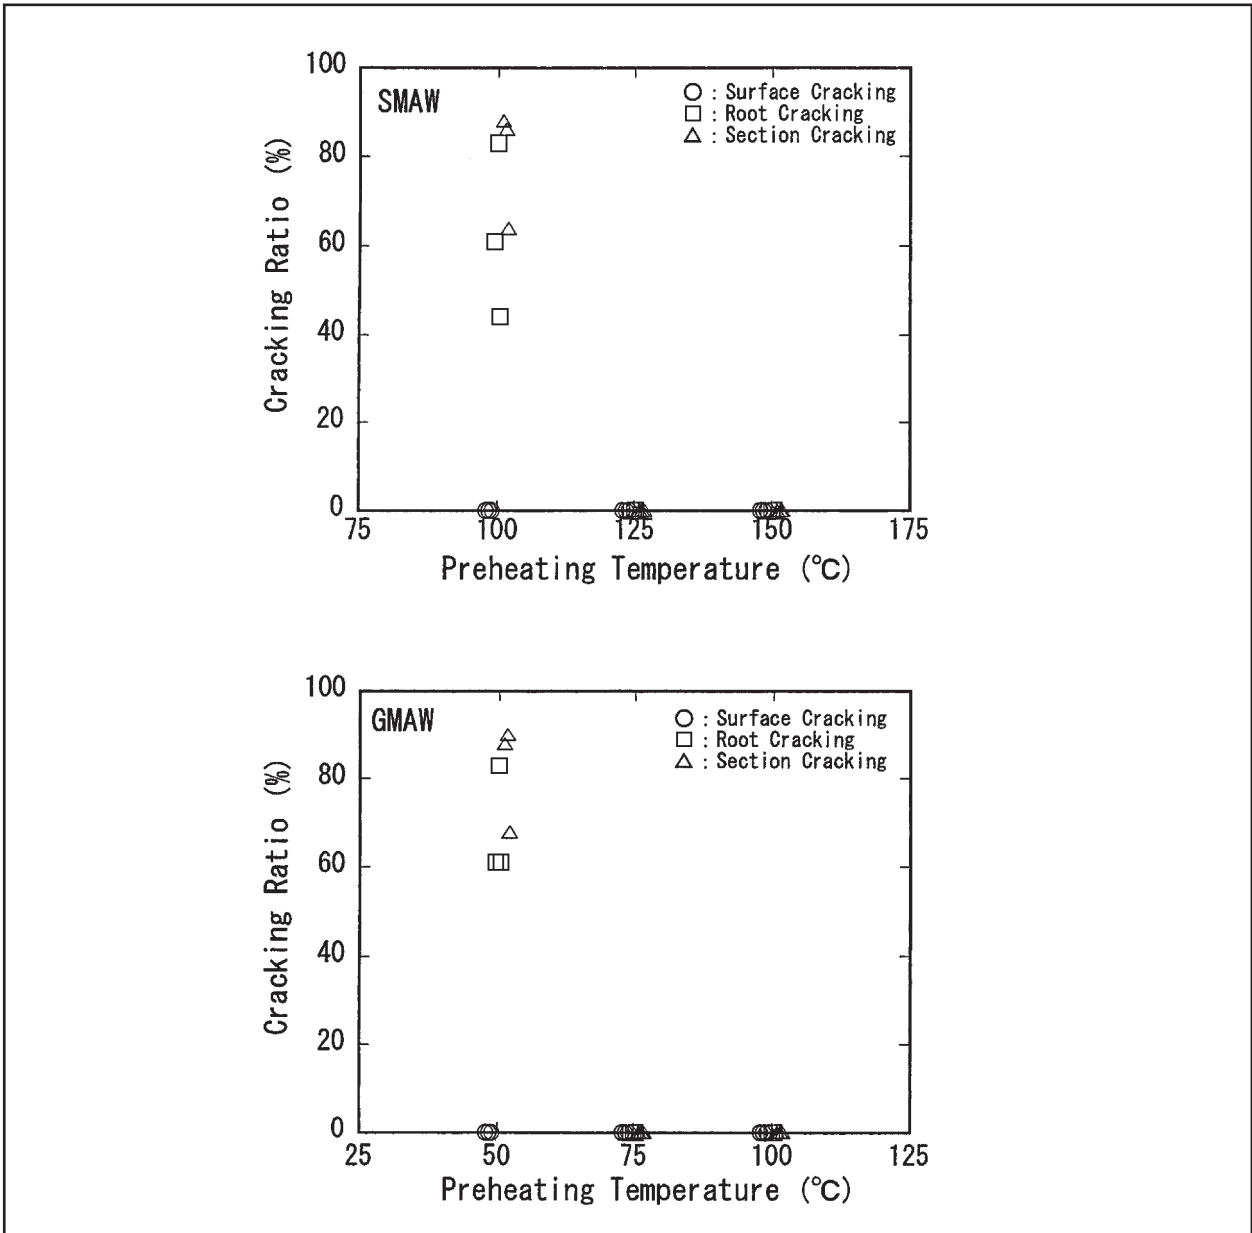 100
SMAW
○ : Surface Cracking
□ : Root Cracking
△ : Section Cracking
80
60
40
20
0
Cracking Ratio (%)
75 100 125 150 175
Preheating Temperature (℃)
100
GMAW
○ : Surface Cracking
□ : Root Cracking
△ : Section Cracking
80
60
40
20
0
Cracking Ratio (%)
25 50 75 100 125
Preheating Temperature (℃)